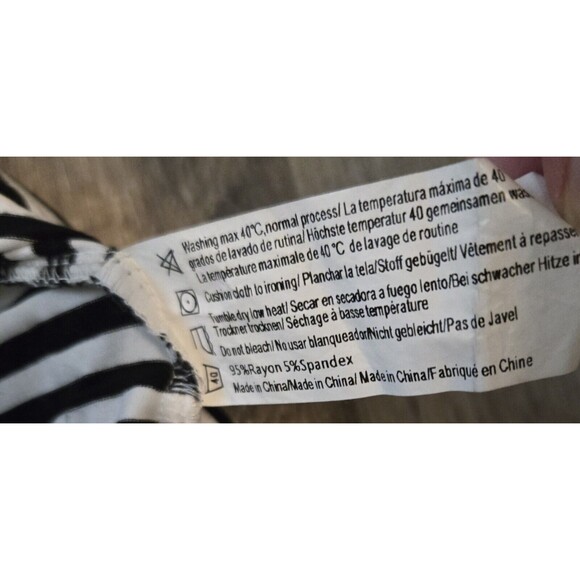 Washing max 40°C,normal process/ La temperatura máxima de 40
grados de lavado de rutina/ Höchste temperatur 40 gemeinsamen
La température maximale de 40 °C de lavage de routine
Cushion cloth to ironing/ Planchar la tela/Stoff gebügelt/ Vêtement à repasse
Tumble dry low heat/ Secar en secadora a fuego lento/Bei schwacher Hitze
Trockner trocknen/ Séchage à basse température
Do not bleach/No usar blanqueador/Nicht gebleicht/Pas de Javel
95%Rayon 5%Spandex
Made in China/Made in China/ Made in China/Fabriqué en Chine
40